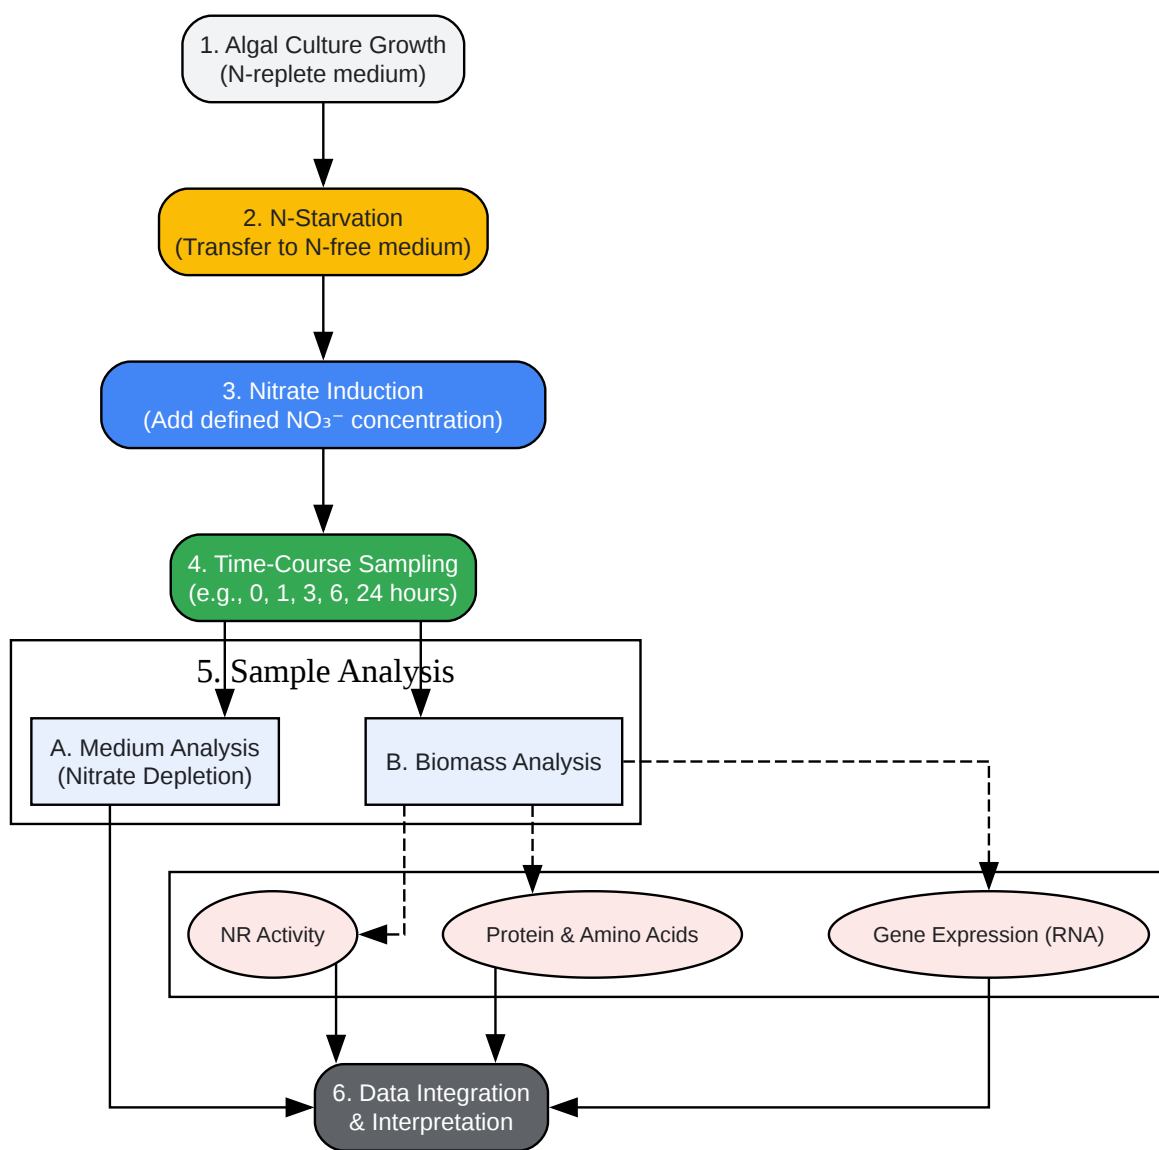 1. Algal Culture Growth
(N-replete medium)
2. N-Starvation
(Transfer to N-free medium)
3. Nitrate Induction
(Add defined NO₃⁻ concentration)
4. Time-Course Sampling
(e.g., 0, 1, 3, 6, 24 hours)
5. Sample Analysis
A. Medium Analysis
(Nitrate Depletion)
B. Biomass Analysis
NR Activity
Protein & Amino Acids
Gene Expression (RNA)
6. Data Integration
& Interpretation